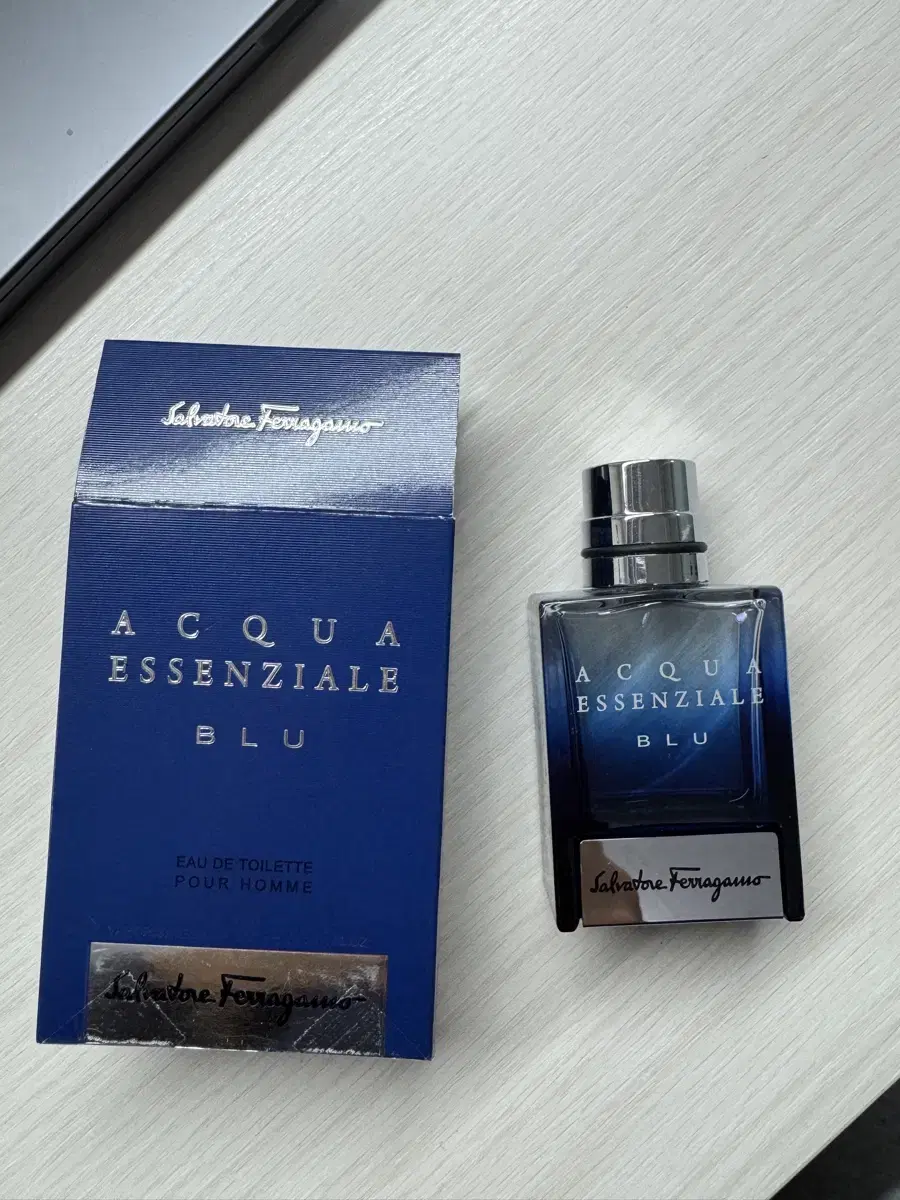 Salvatore Ferragamo
ACQUA
ESSENZIALE
BLU
EAU DE TOILETTE
POUR HOMME
Salvatore Ferragamo
ACQUA
ESSENZIALE
BLU
Salvatore Ferragamo